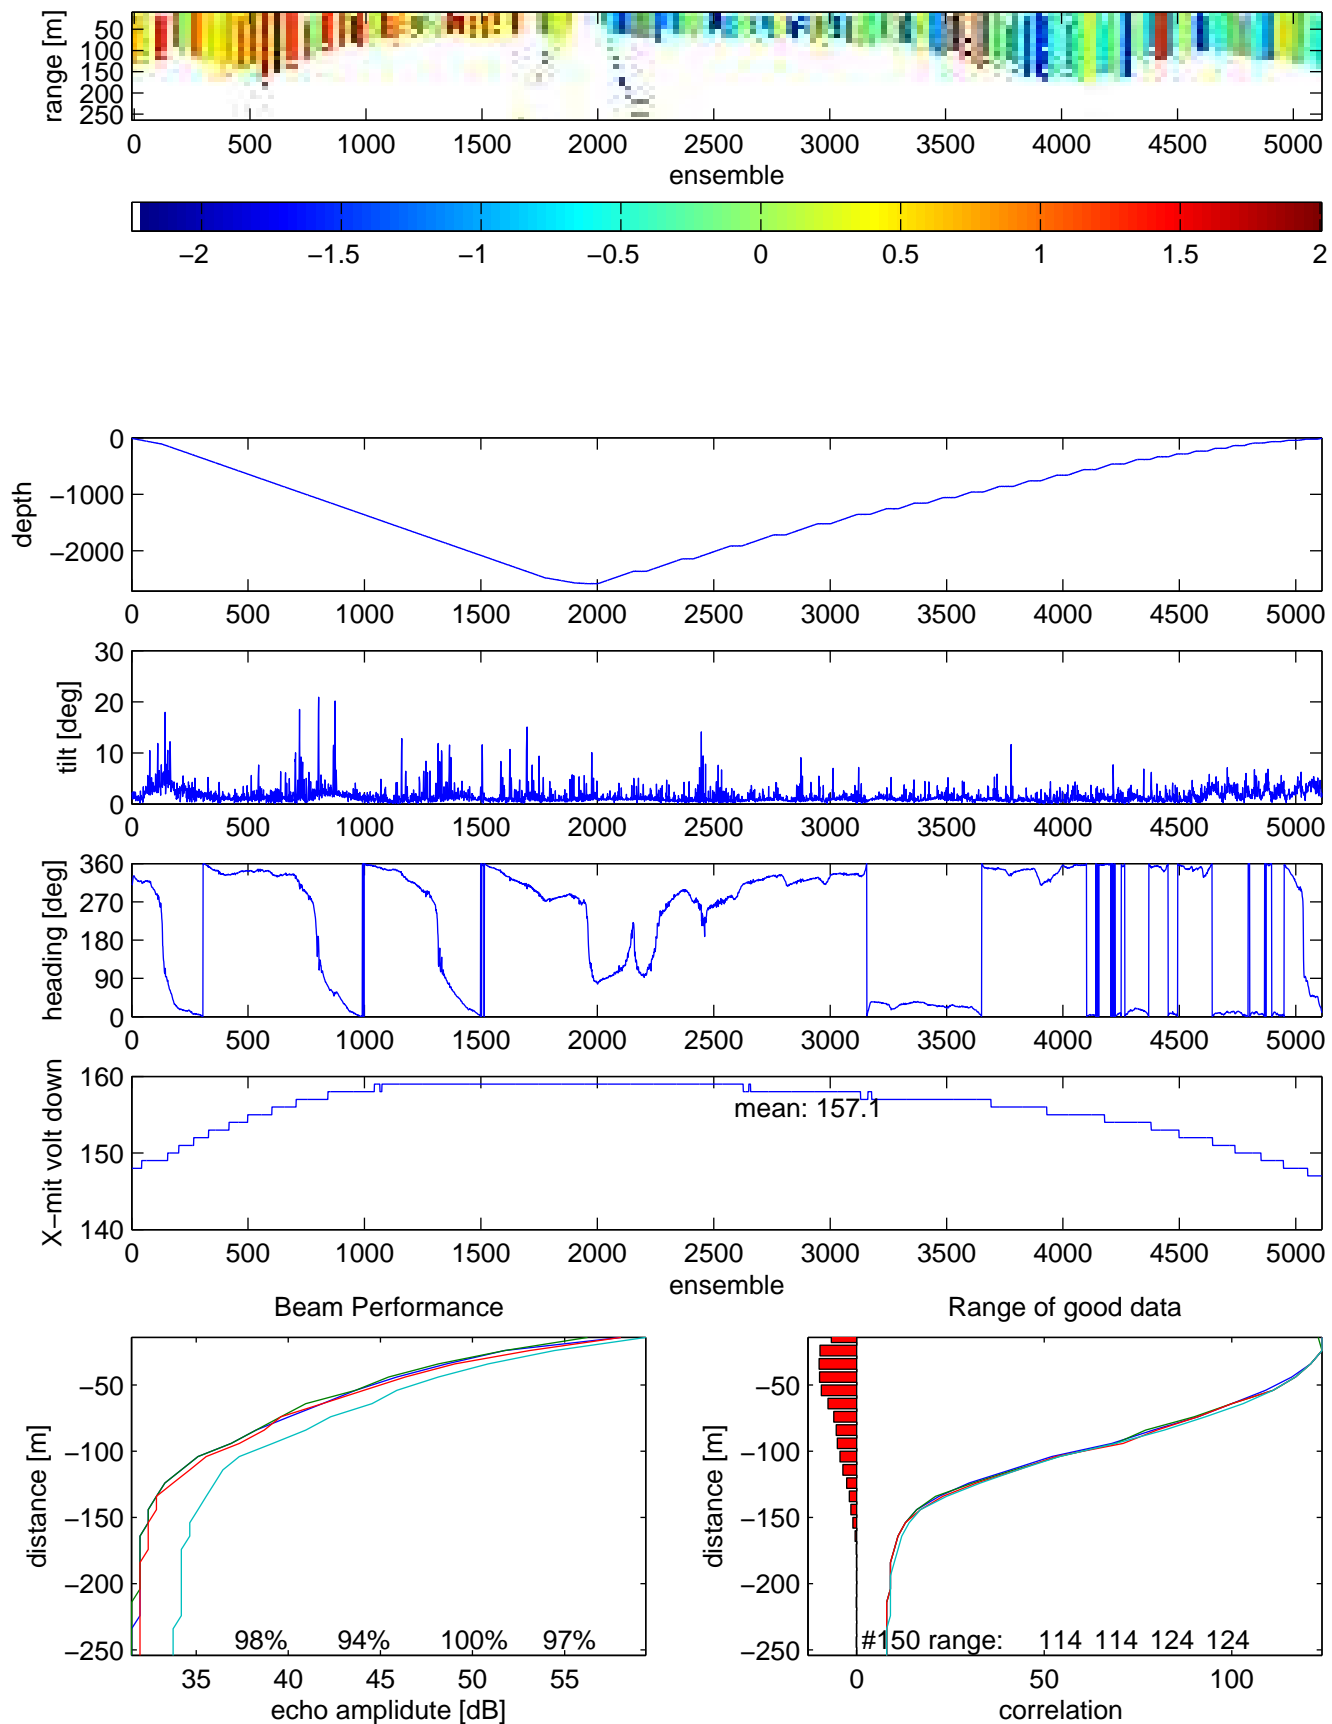 range [m]
50
100
150
200
250
0 500 1000 1500 2000 2500 3000 3500 4000 4500 5000
ensemble
−2 −1.5 −1 −0.5 0 0.5 1 1.5 2
depth
0
−1000
−2000
0 500 1000 1500 2000 2500 3000 3500 4000 4500 5000
tilt [deg]
30
20
10
0
0 500 1000 1500 2000 2500 3000 3500 4000 4500 5000
heading [deg]
360
270
180
90
0
0 500 1000 1500 2000 2500 3000 3500 4000 4500 5000
X−mit volt down
160
150
140
mean: 157.1
0 500 1000 1500 2000 2500 3000 3500 4000 4500 5000
ensemble
Beam Performance
distance [m]
−50
−100
−150
−200
−250
98% 94% 100% 97%
35 40 45 50 55
echo amplidute [dB]
Range of good data
distance [m]
−50
−100
−150
−200
−250
#150 range: 114 114 124 124
0 50 100
correlation